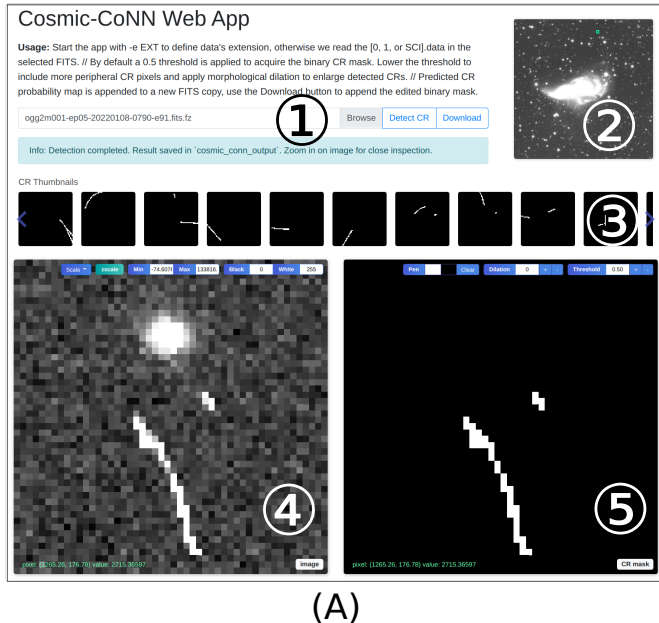 Cosmic-CoNN Web App
Usage: Start the app with -e EXT to define data's extension, otherwise we read the [0, 1, or SCI].data in the
selected FITS. // By default a 0.5 threshold is applied to acquire the binary CR mask. Lower the threshold to
include more peripheral CR pixels and apply morphological dilation to enlarge detected CRs. // Predicted CR
probability map is appended to a new FITS copy, use the Download button to append the edited binary mask.
ogg2m001-ep05-20220108-0790-e91.fits.fz ① Browse Detect CR Download
②
Info: Detection completed. Result saved in `cosmic_conn_output`. Zoom in on image for close inspection.
CR Thumbnails
③
Scale zscale Min -74.607 Max 133816. Black 0 White 255
Pen Clear Dilation 0 + - Threshold 0.50 + -
④
⑤
pixel: (1265.26, 176.78) value: 2715.36597 image
pixel: (1265.26, 176.78) value: 2715.36597 CR mask
(A)